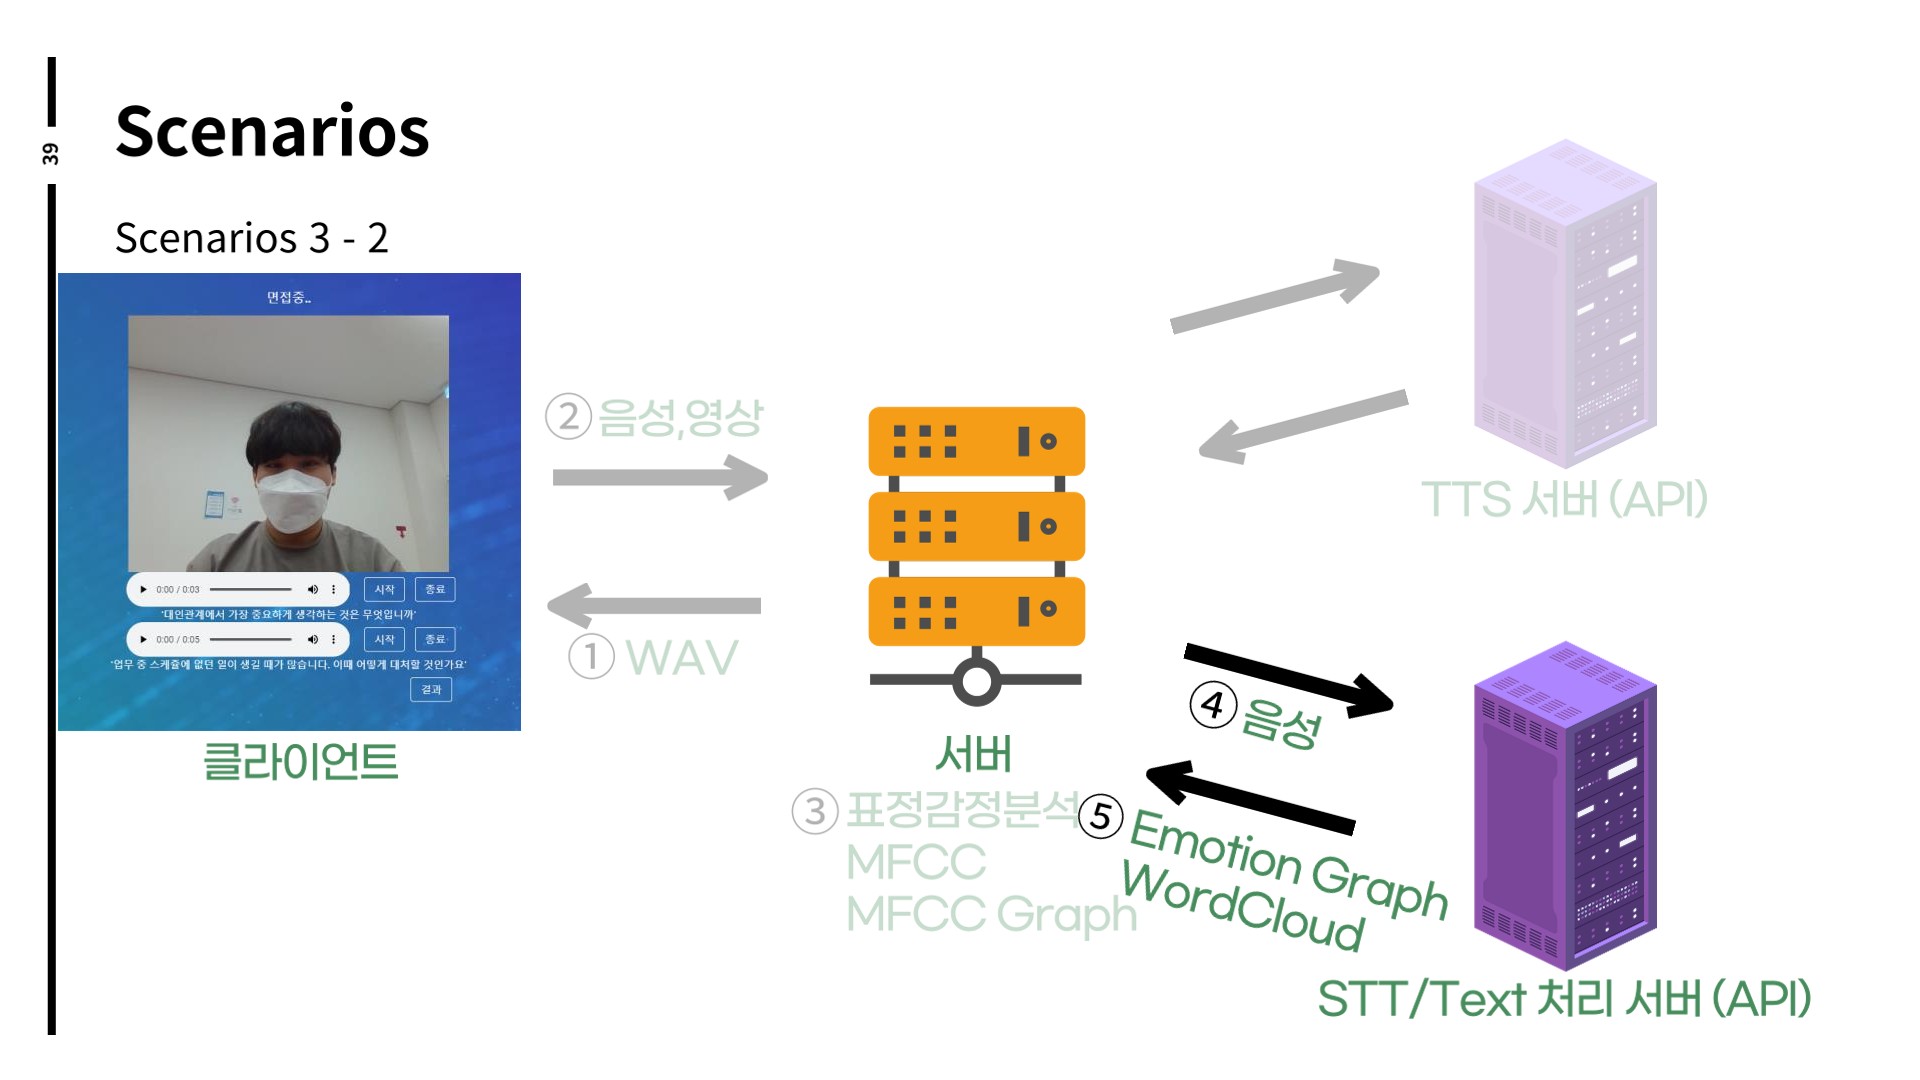 39
Scenarios
Scenarios 3 - 2
면접중..
0:00 / 0:03
시작
종료
'대인관계에서 가장 중요하게 생각하는 것은 무엇입니까'
0:00 / 0:05
시작
종료
'업무 중 스케쥴에 없던 일이 생길 때가 많습니다. 이때 어떻게 대처할 것인가요'
결과
클라이언트
② 음성,영상
① WAV
서버
③ 표정감정분석
MFCC
MFCC Graph
TTS 서버 (API)
④ 음성
⑤ Emotion Graph
WordCloud
STT/Text 처리 서버 (API)